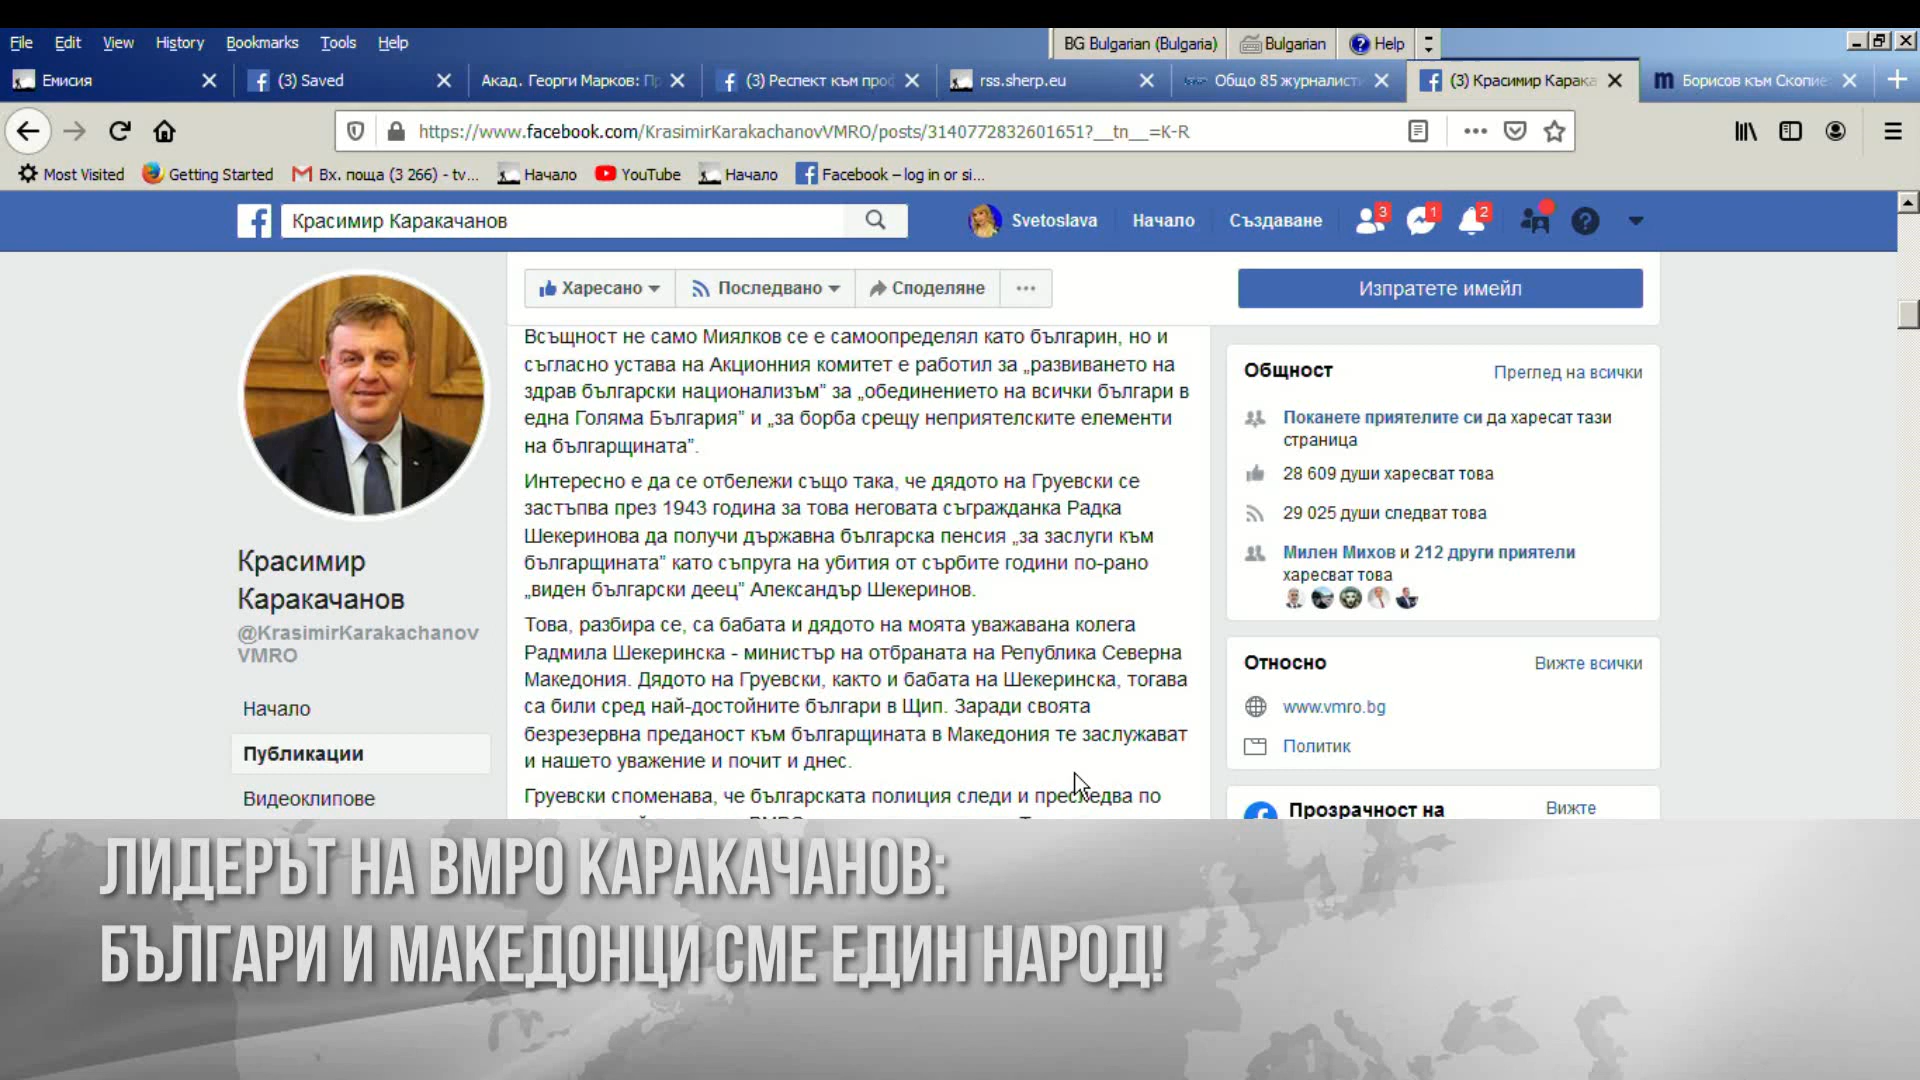 File Edit View History Bookmarks Tools Help
BG Bulgarian (Bulgaria) Bulgarian Help
Емисия
(3) Saved
Акад. Георги Марков:
(3) Респект към
rss.sherp.eu
Общо 85 журналист
(3) Красимир Карака
Борисов към Скопие
https://www.facebook.com/KrasimirKarakachanovVMRO/posts/3140772832601651?__tn__=K-R
Most Visited Getting Started Вх. поща (3 266) - tv... Начало YouTube Начало Facebook – log in or si...
Красимир Каракачанов
Svetoslava Начало Създаване 3 1 2
Харесано Последвано Споделяне
Изпратете имейл
Красимир
Каракачанов
@KrasimirKarakachanov
VMRO
Начало
Публикации
Видеоклипове
Всъщност не само Миялков се е самоопределял като българин, но и
съгласно устава на Акционния комитет е работил за „развиването на
здрав български национализъм” за „обединението на всички българи в
една Голяма България” и „за борба срещу неприятелските елементи
на българщината”.
Интересно е да се отбележи също така, че дядото на Груевски се
застъпва през 1943 година за това неговата съгражданка Радка
Шекеринова да получи държавна българска пенсия „за заслуги към
българщината” като съпруга на убития от сърбите години по-рано
„виден български деец” Александър Шекеринов.
Това, разбира се, са бабата и дядото на моята уважавана колега
Радмила Шекеринска - министър на отбраната на Република Северна
Македония. Дядото на Груевски, както и бабата на Шекеринска, тогава
са били сред най-достойните българи в Щип. Заради своята
безрезервна преданост към българщината в Македония те заслужават
и нашето уважение и почит и днес.
Груевски споменава, че българската полиция следи и преследва по
Общност Преглед на всички
Поканете приятелите си да харесат тази
страница
28 609 души харесват това
29 025 души следват това
Милен Михов и 212 други приятели
харесват това
Относно Вижте всички
www.vmro.bg
Политик
Прозрачност на Вижте
ЛИДЕРЪТ НА ВМРО КАРАКАЧАНОВ:
БЪЛГАРИ И МАКЕДОНЦИ СМЕ ЕДИН НАРОД!